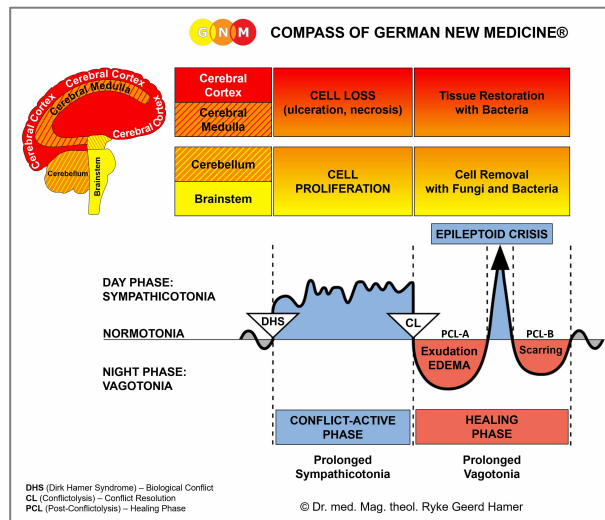 G N M COMPASS OF GERMAN NEW MEDICINE®
Cerebral Cortex
Cerebral Medulla
Cerebral Cortex
Cerebral Cortex
Cerebellum
Brainstem
Cerebral
Cortex
Cerebral
Medulla
CELL LOSS
(ulceration, necrosis)
Tissue Restoration
with Bacteria
Cerebellum
Brainstem
CELL
PROLIFERATION
Cell Removal
with Fungi and Bacteria
EPILEPTOID CRISIS
DAY PHASE:
SYMPATHICOTONIA
NORMOTONIA
NIGHT PHASE:
VAGOTONIA
DHS
CL
PCL-A
Exudation
EDEMA
PCL-B
Scarring
CONFLICT-ACTIVE
PHASE
HEALING
PHASE
Prolonged
Sympathicotonia
Prolonged
Vagotonia
DHS (Dirk Hamer Syndrome) – Biological Conflict
CL (Conflictolysis) – Conflict Resolution
PCL (Post-Conflictolysis) – Healing Phase
© Dr. med. Mag. theol. Ryke Geerd Hamer